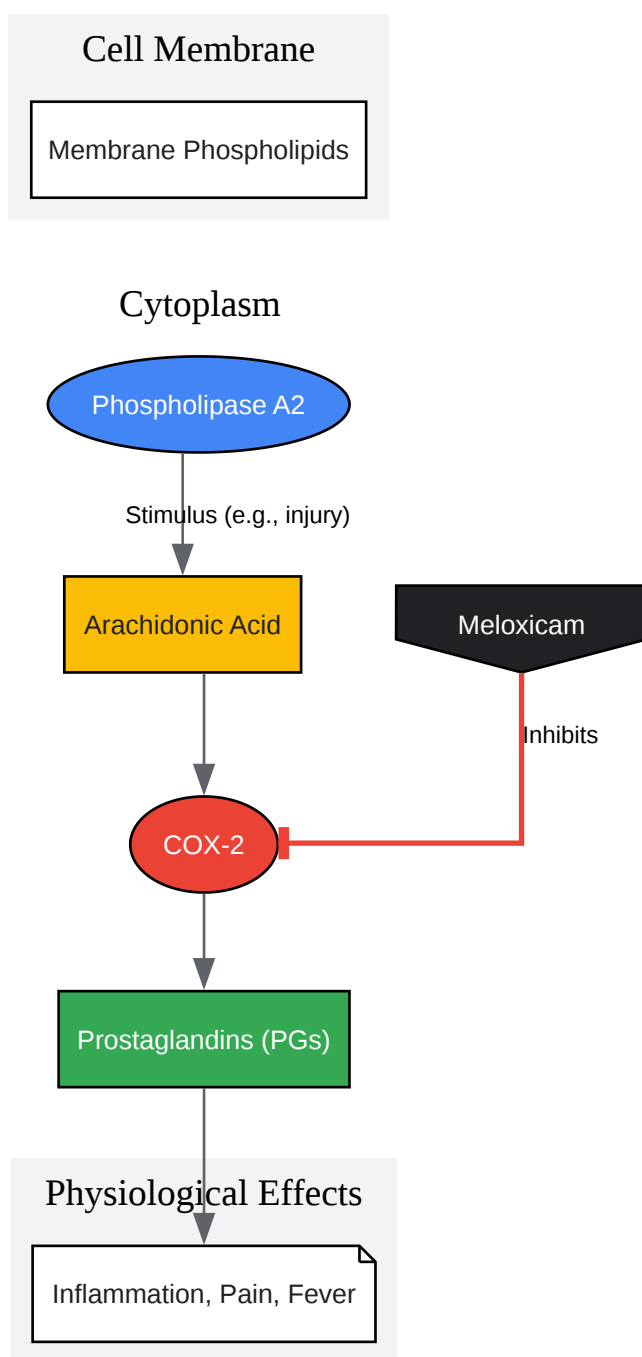 Cell Membrane
Membrane Phospholipids
Cytoplasm
Phospholipase A2
Stimulus (e.g., injury)
Arachidonic Acid
Meloxicam
Inhibits
COX-2
Prostaglandins (PGs)
Physiological Effects
Inflammation, Pain, Fever